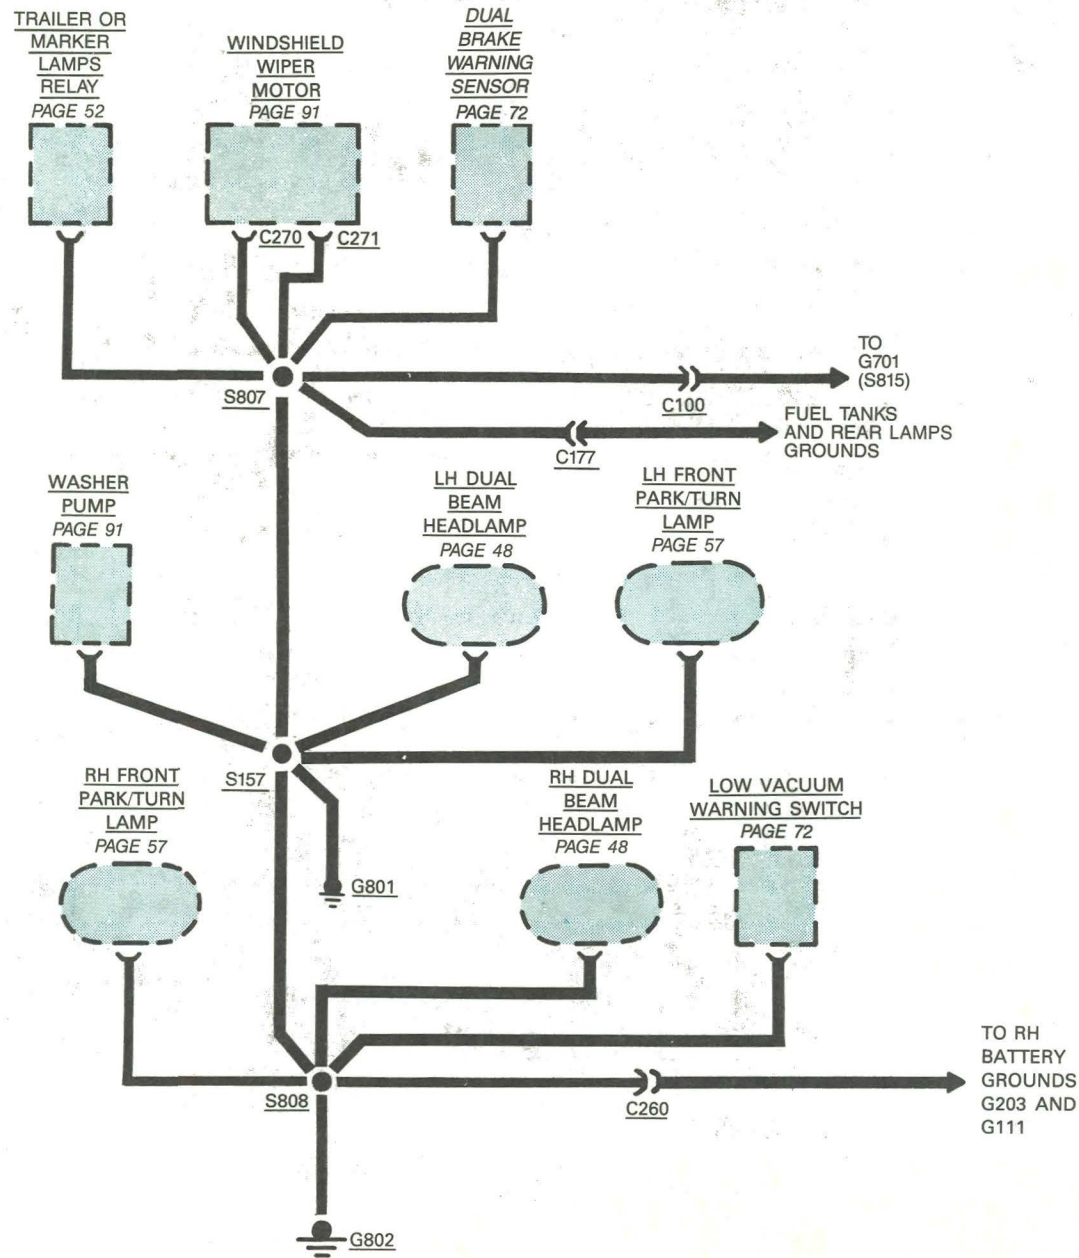 TRAILER OR
MARKER
LAMPS
RELAY
PAGE 52
WINDSHIELD
WIPER
MOTOR
PAGE 91
DUAL
BRAKE
WARNING
SENSOR
PAGE 72
C270
C271
S807
C100
TO
G701
(S815)
C177
FUEL TANKS
AND REAR LAMPS
GROUNDS
WASHER
PUMP
PAGE 91
LH DUAL
BEAM
HEADLAMP
PAGE 48
LH FRONT
PARK/TURN
LAMP
PAGE 57
S157
G801
RH FRONT
PARK/TURN
LAMP
PAGE 57
RH DUAL
BEAM
HEADLAMP
PAGE 48
LOW VACUUM
WARNING SWITCH
PAGE 72
S808
C260
TO RH
BATTERY
GROUNDS
G203 AND
G111
G802